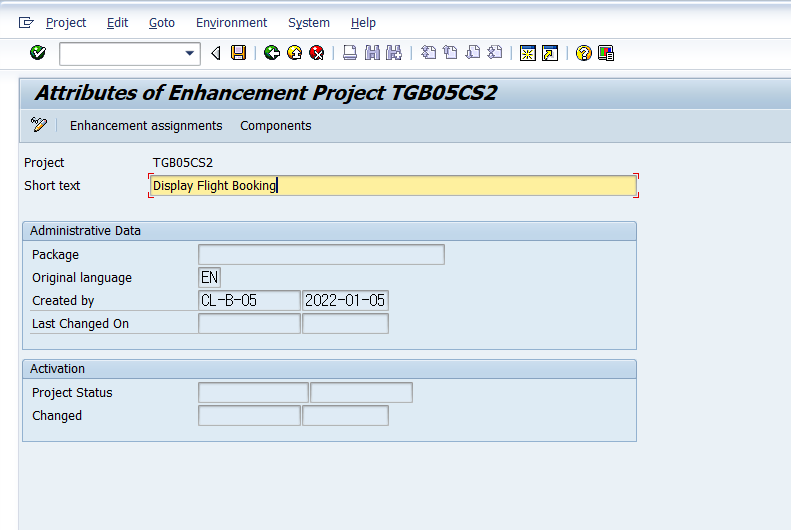 Project Edit Goto Environment System Help
Attributes of Enhancement Project TGB05CS2
Enhancement assignments Components
Project TGB05CS2
Short text Display Flight Booking
Administrative Data
Package
Original language EN
Created by CL-B-05 2022-01-05
Last Changed On
Activation
Project Status
Changed